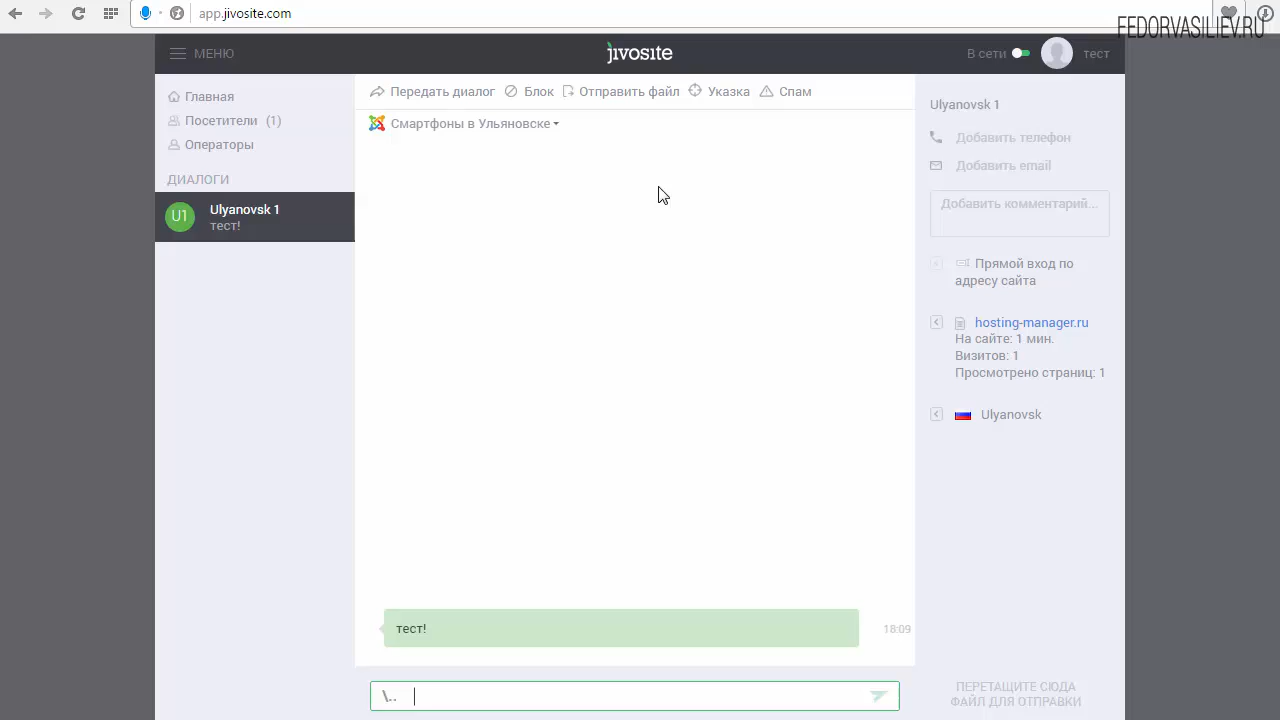 app.jivosite.com
FEDORVASILIEV.RU
МЕНЮ
jivosite
В сети
тест
Главная
Посетители (1)
Операторы
ДИАЛОГИ
U1
Ulyanovsk 1
тест!
Передать диалог
Блок
Отправить файл
Указка
Спам
Смартфоны в Ульяновске
тест!
18:09
\..
Ulyanovsk 1
Добавить телефон
Добавить email
Добавить комментарий...
Прямой вход по
адресу сайта
hosting-manager.ru
На сайте: 1 мин.
Визитов: 1
Просмотрено страниц: 1
Ulyanovsk
ПЕРЕТАЩИТЕ СЮДА
ФАЙЛ ДЛЯ ОТПРАВКИ